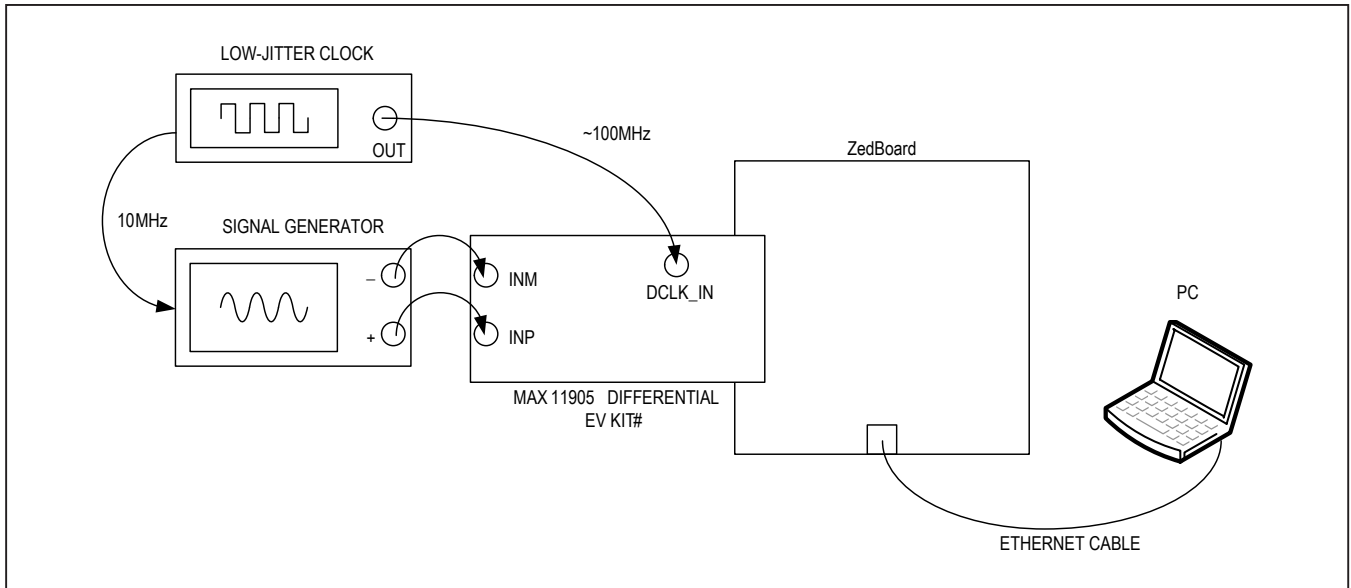 LOW-JITTER CLOCK
OUT
~100MHz
ZedBoard
10MHz
SIGNAL GENERATOR
–
+
INM
INP
DCLK_IN
MAX 11905 DIFFERENTIAL
EV KIT#
PC
ETHERNET CABLE